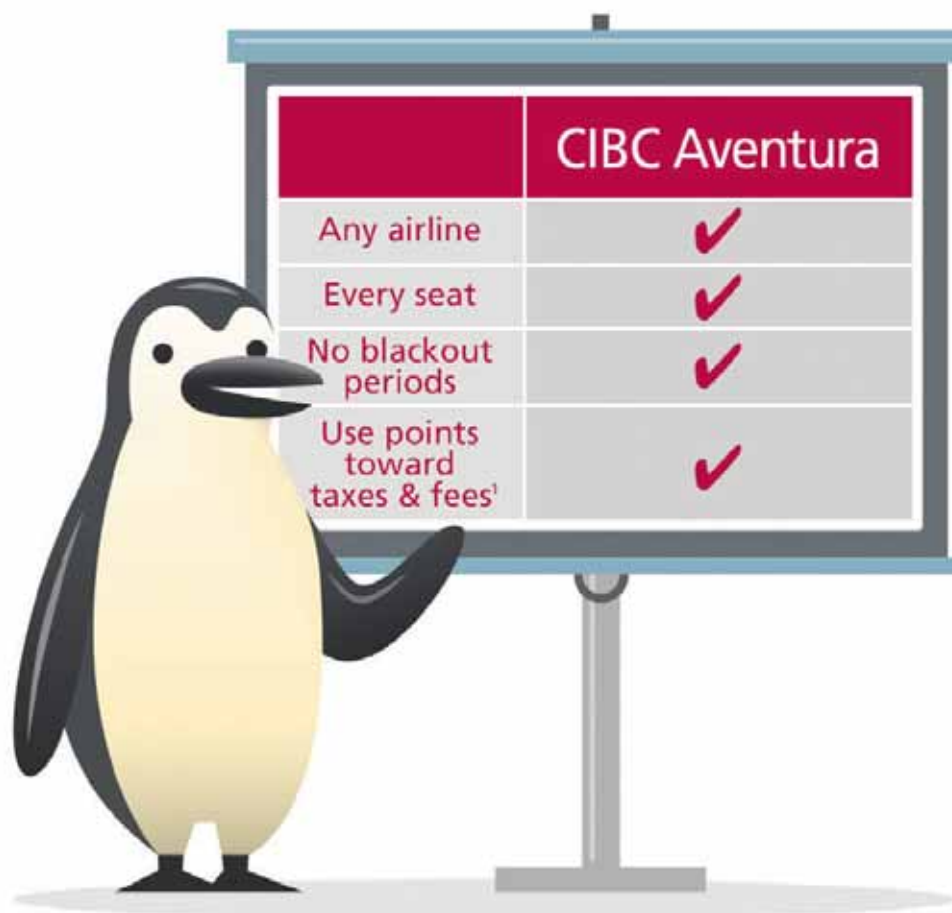 CIBC Aventura
Any airline ✔
Every seat ✔
No blackout
periods ✔
Use points
toward
taxes & fees¹ ✔